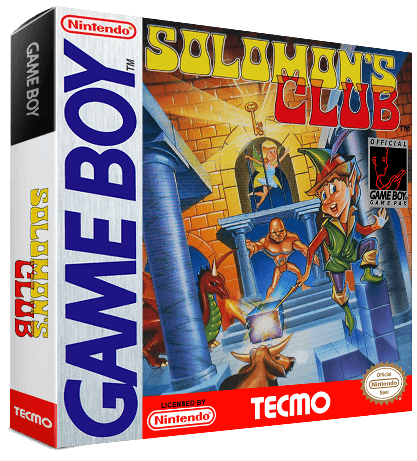 GAME BOY
SOLOMON'S
CLUB
TECMO
Nintendo
GAME BOY
TM
SOLOMON'S
CLUB
TM
OFFICIAL
GAME BOY
GAME PAK
LICENSED BY
Nintendo
TECMO
Official
Nintendo
Seal